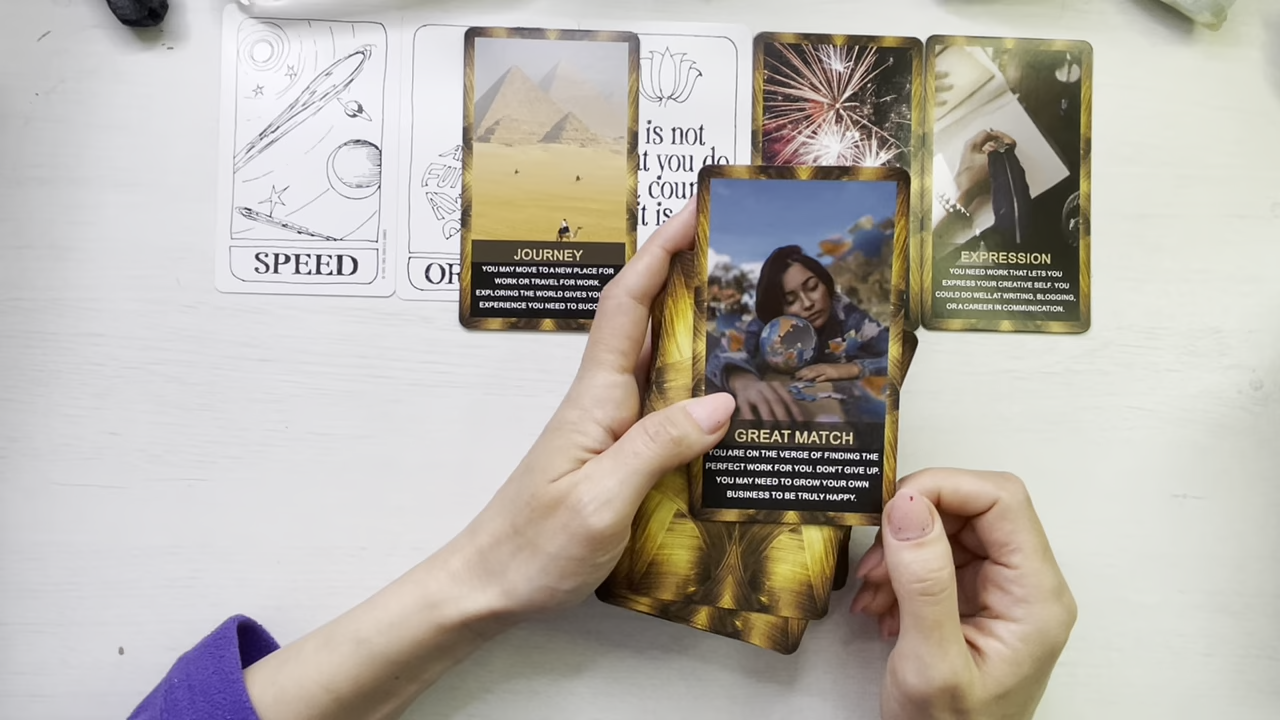 SPEED
OR
JOURNEY
YOU MAY MOVE TO A NEW PLACE FOR
WORK OR TRAVEL FOR WORK.
EXPLORING THE WORLD GIVES
EXPERIENCE YOU NEED TO
is not
you do
it is
GREAT MATCH
YOU ARE ON THE VERGE OF FINDING THE
PERFECT WORK FOR YOU. DON'T GIVE UP.
YOU MAY NEED TO GROW YOUR OWN
BUSINESS TO BE TRULY HAPPY.
EXPRESSION
YOU NEED WORK THAT LETS YOU
EXPRESS YOUR CREATIVE SELF. YOU
COULD DO WELL AT WRITING, BLOGGING,
OR A CAREER IN COMMUNICATION.